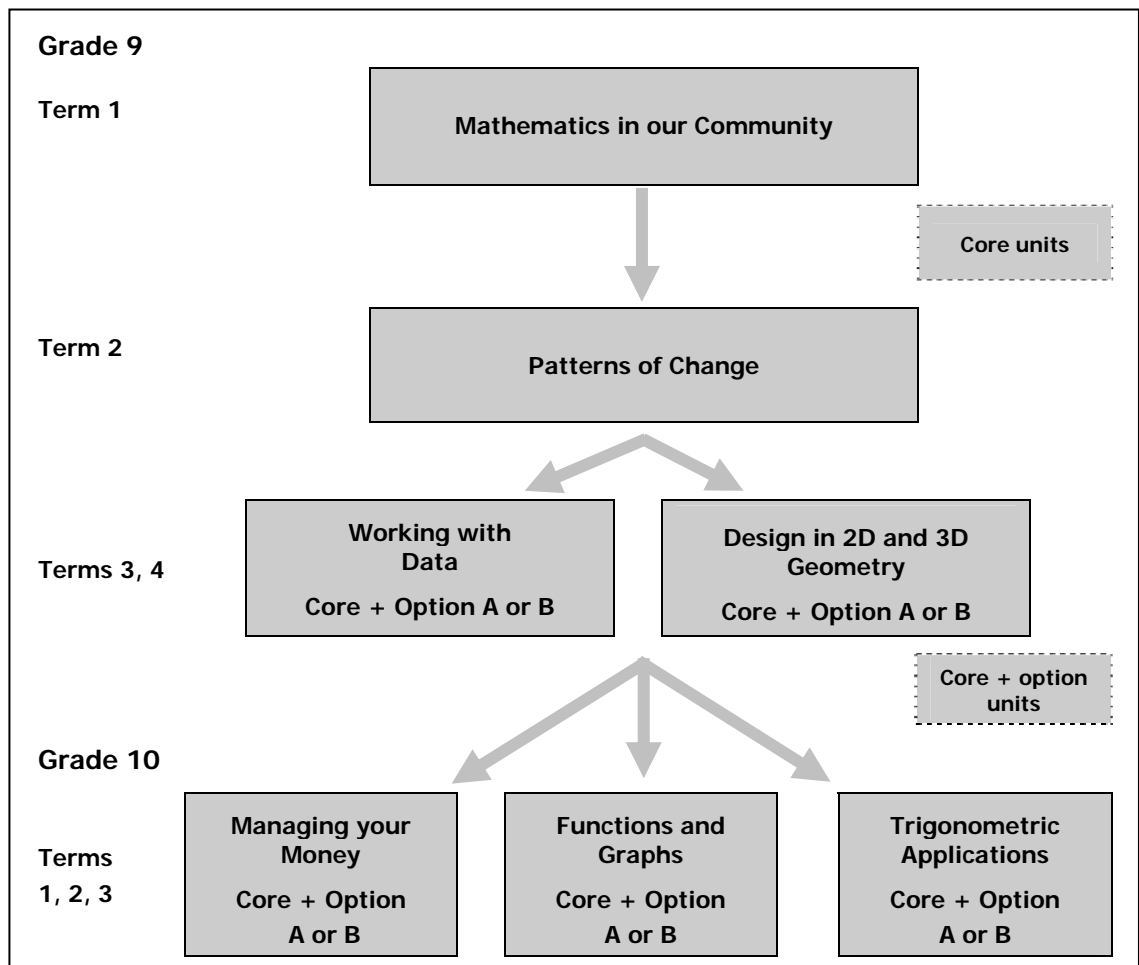 Grade 9
Term 1
Mathematics in our Community
Core units
Term 2
Patterns of Change
Terms 3, 4
Working with
Data
Core + Option A or B
Design in 2D and 3D
Geometry
Core + Option A or B
Core + option
units
Grade 10
Terms
1, 2, 3
Managing your
Money
Core + Option
A or B
Functions and
Graphs
Core + Option
A or B
Trigonometric
Applications
Core + Option
A or B